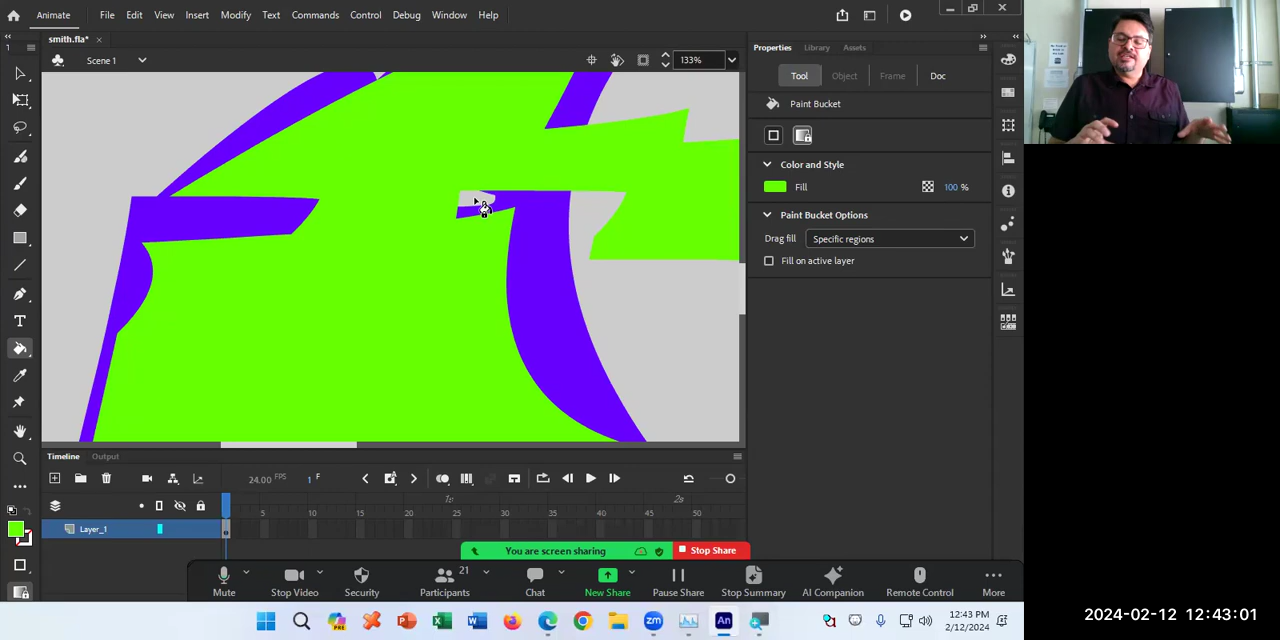 Animate File Edit View Insert Modify Text Commands Control Debug Window Help
smith.fla* ×
Scene 1 133%
Properties Library Assets
Tool Object Frame Doc
Paint Bucket
Color and Style
Fill 100 %
Paint Bucket Options
Drag fill Specific regions
Fill on active layer
Timeline Output
24.00 FPS 1 F
1s 2s
5 10 15 20 25 30 35 40 45 50
Layer_1
You are screen sharing Stop Share
21
Mute Stop Video Security Participants Chat New Share Pause Share Stop Summary AI Companion Remote Control More
12:43 PM
2/12/2024
2024-02-12 12:43:01